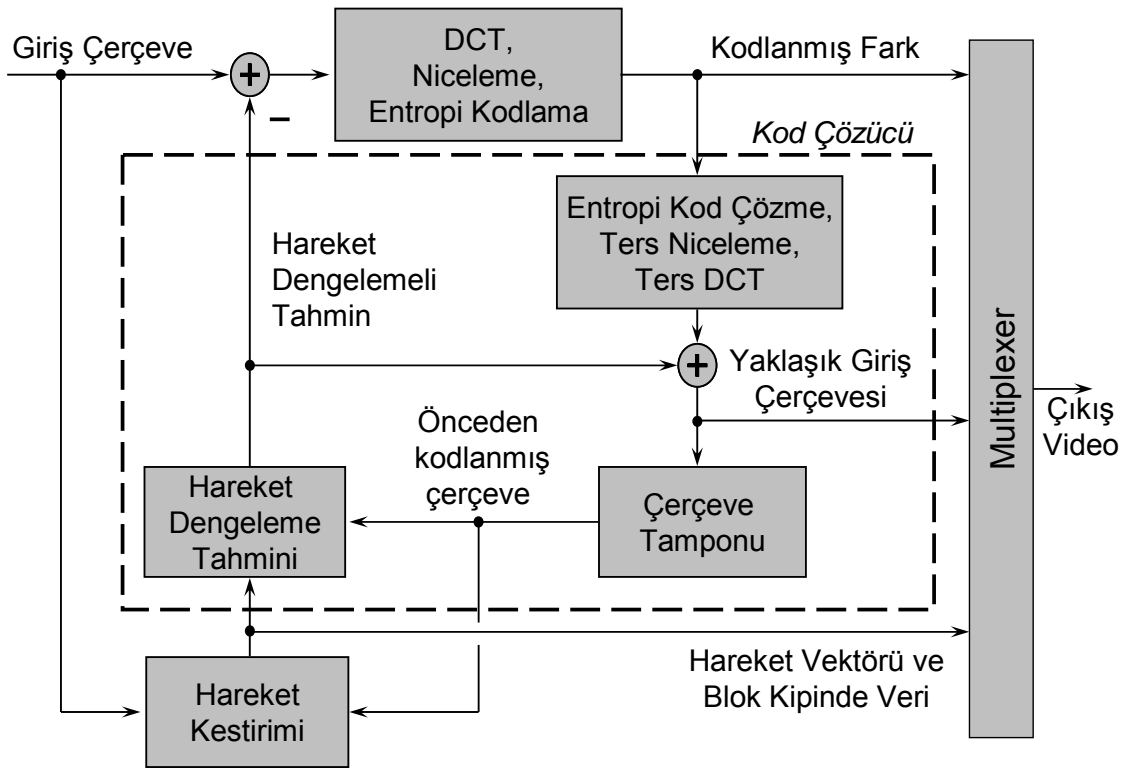 Giriş Çerçeve
DCT,
Niceleme,
Entropi Kodlama
Kodlanmış Fark
+
–
Kod Çözücü
Entropi Kod Çözme,
Ters Niceleme,
Ters DCT
Hareket
Dengelemeli
Tahmin
+
Yaklaşık Giriş
Çerçevesi
Multiplexer
Çıkış
Video
Önceden
kodlanmış
çerçeve
Hareket
Dengeleme
Tahmini
Çerçeve
Tamponu
Hareket Vektörü ve
Blok Kipinde Veri
Hareket
Kestirimi